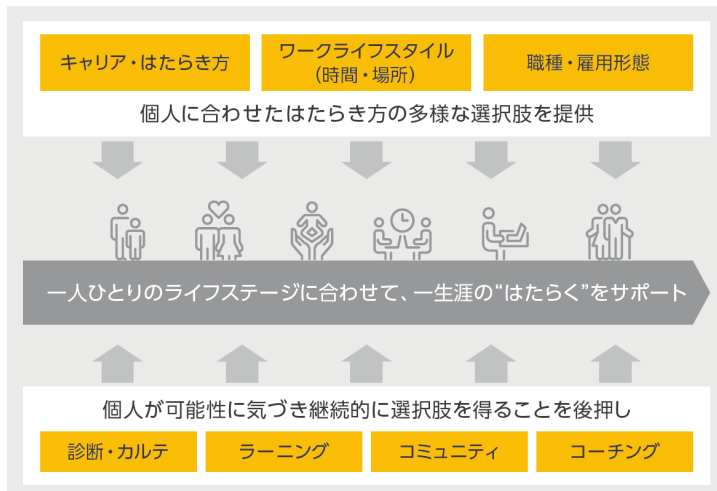 キャリア・はたらき方
ワークライフスタイル
（時間・場所）
職種・雇用形態
個人に合わせたはたらき方の多様な選択肢を提供
一人ひとりのライフステージに合わせて、一生涯の“はたらく”をサポート
個人が可能性に気づき継続的に選択肢を得ることを後押し
診断・カルテ
ラーニング
コミュニティ
コーチング